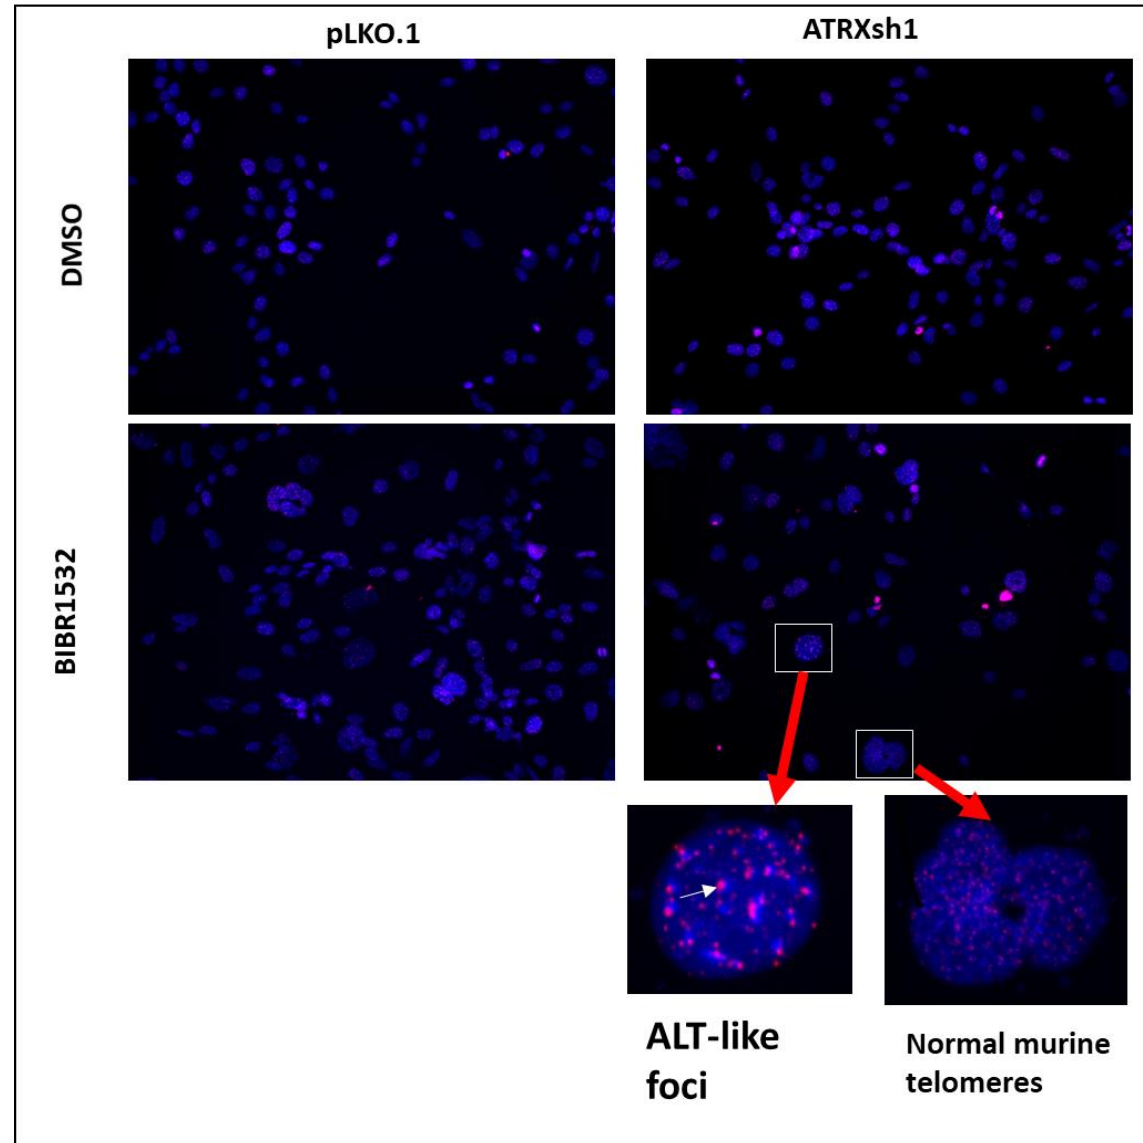 pLKO.1
ATRXsh1
DMSO
BIBR1532
ALT-like
foci
Normal murine
telomeres